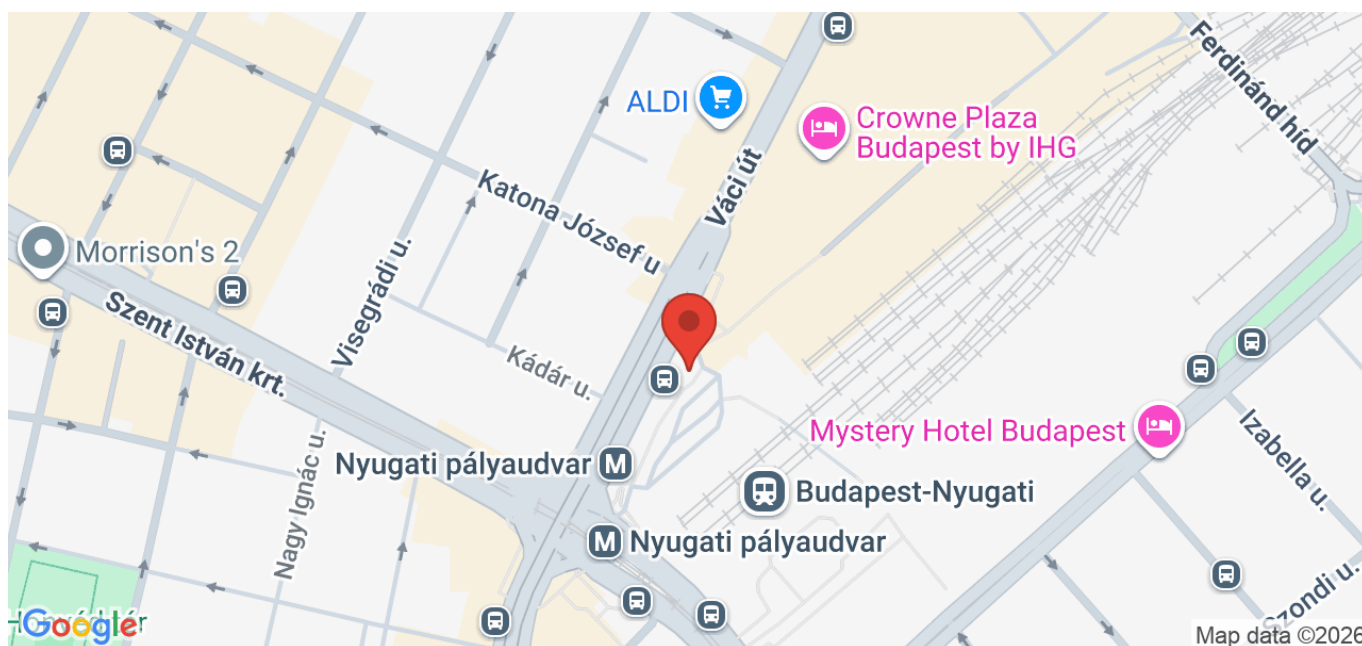 ALDI
Crowne Plaza
Budapest by IHG
Ferdinánd híd
Váci út
Katona József u
Morrison's 2
Szent István krt.
Visegrádi u.
Kádár u.
Mystery Hotel Budapest
Izabella u.
Nyugati pályaudvar
M
Budapest-Nyugati
M
Nyugati pályaudvar
Nagy Ignác u.
Szondi u.
Google
Map data ©2026